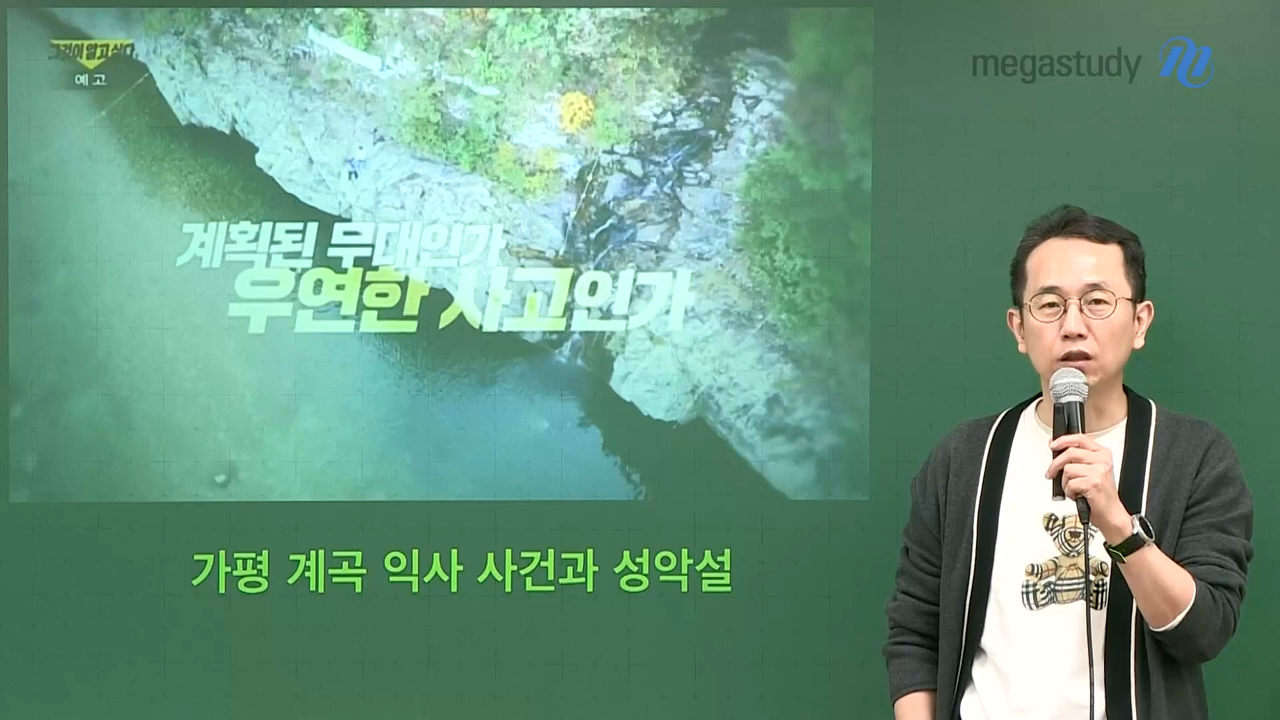 그것이 알고 싶다
예고
megastudy
계획된 무대인가
우연한 사고인가
가평 계곡 익사 사건과 성악설